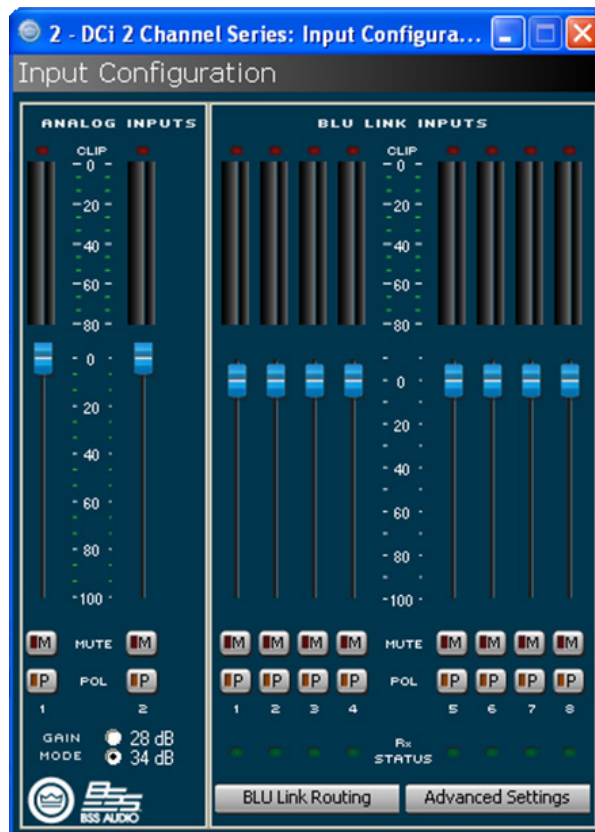 2 - DCi 2 Channel Series: Input Configura...
Input Configuration
ANALOG INPUTS
CLIP
0
20
40
60
80
0
20
40
60
80
100
M MUTE M
P POL P
1 2
GAIN MODE
28 dB
34 dB
BSS AUDIO
BLU LINK INPUTS
CLIP
0
20
40
60
80
0
20
40
60
80
100
M M M M MUTE M M M M
P P P P POL P P P P
1 2 3 4 5 6 7 8
Rx
STATUS
BLU Link Routing
Advanced Settings